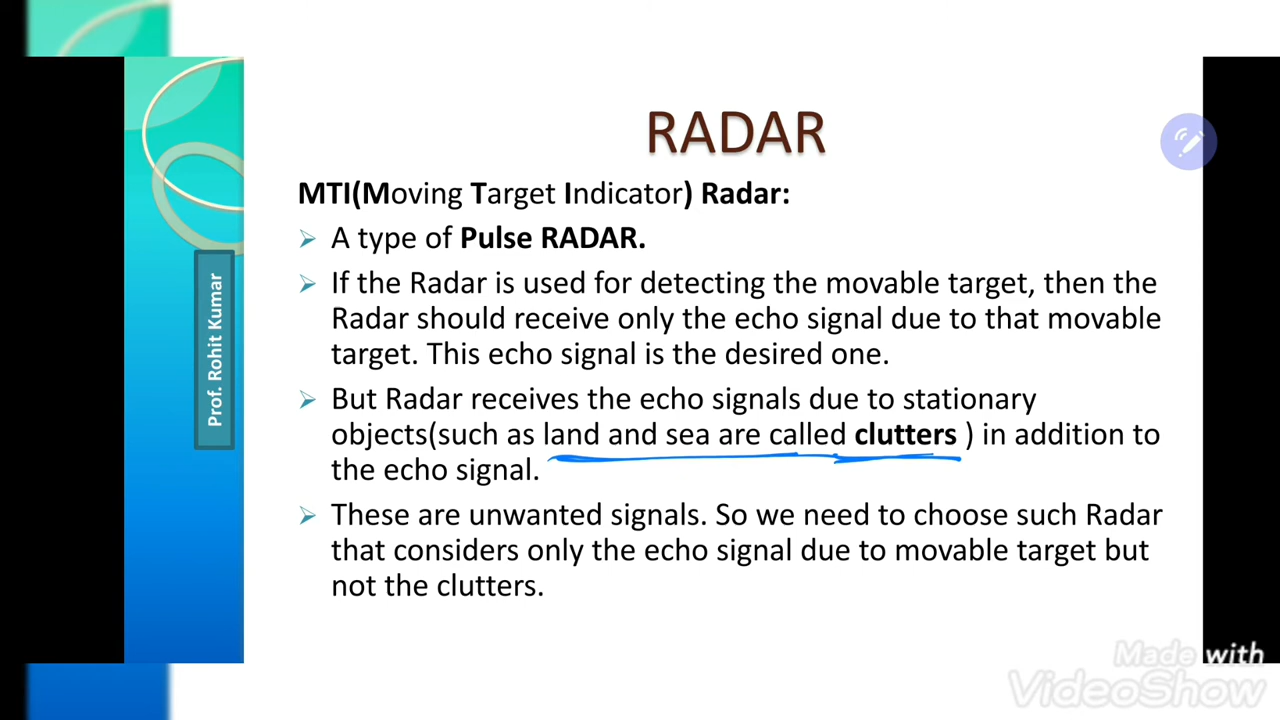 RADAR
MTI(Moving Target Indicator) Radar:
A type of Pulse RADAR.
If the Radar is used for detecting the movable target, then the
Radar should receive only the echo signal due to that movable
target. This echo signal is the desired one.
But Radar receives the echo signals due to stationary
objects(such as land and sea are called clutters ) in addition to
the echo signal.
These are unwanted signals. So we need to choose such Radar
that considers only the echo signal due to movable target but
not the clutters.
Prof. Rohit Kumar
Made with
VideoShow